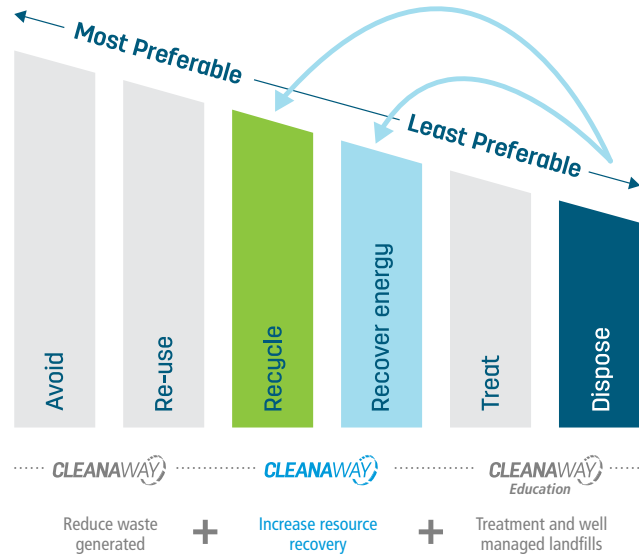 Most Preferable
Least Preferable
Avoid
Re-use
Recycle
Recover energy
Treat
Dispose
CLEANAWAY
CLEANAWAY
CLEANAWAY
Education
Reduce waste
generated
+
Increase resource
recovery
+
Treatment and well
managed landfills